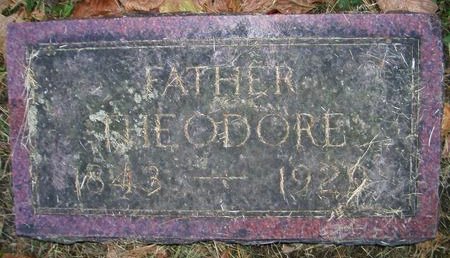 FATHER
THEODORE
1843 — 1929